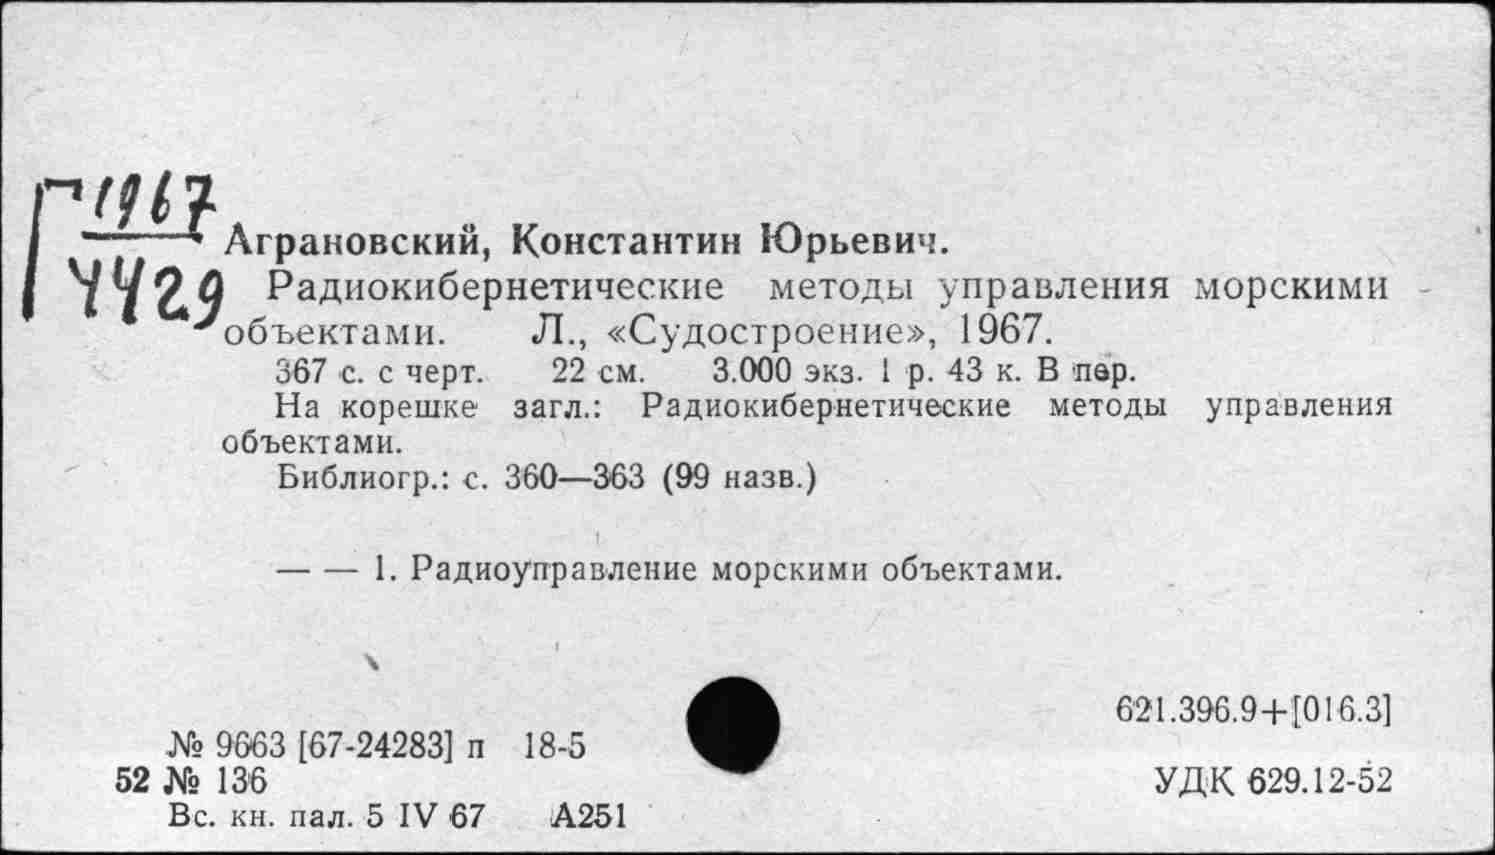 Г 1967
4429
Аграновский, Константин Юрьевич.
Радиокибернетические методы управления морскими
объектами. Л., «Судостроение», 1967.
367 с. с черт. 22 см. 3.000 экз. 1 р. 43 к. В пер.
На корешке загл.: Радиокибернетические методы управления
объектами.
Библиогр.: с. 360—363 (99 назв.)
— — 1. Радиоуправление морскими объектами.
621.396.9+[016.3]
№ 9663 [67-24283] п 18-5
52 № 136
УДК 629.12-52
Вс. кн. пал. 5 IV 67 А251